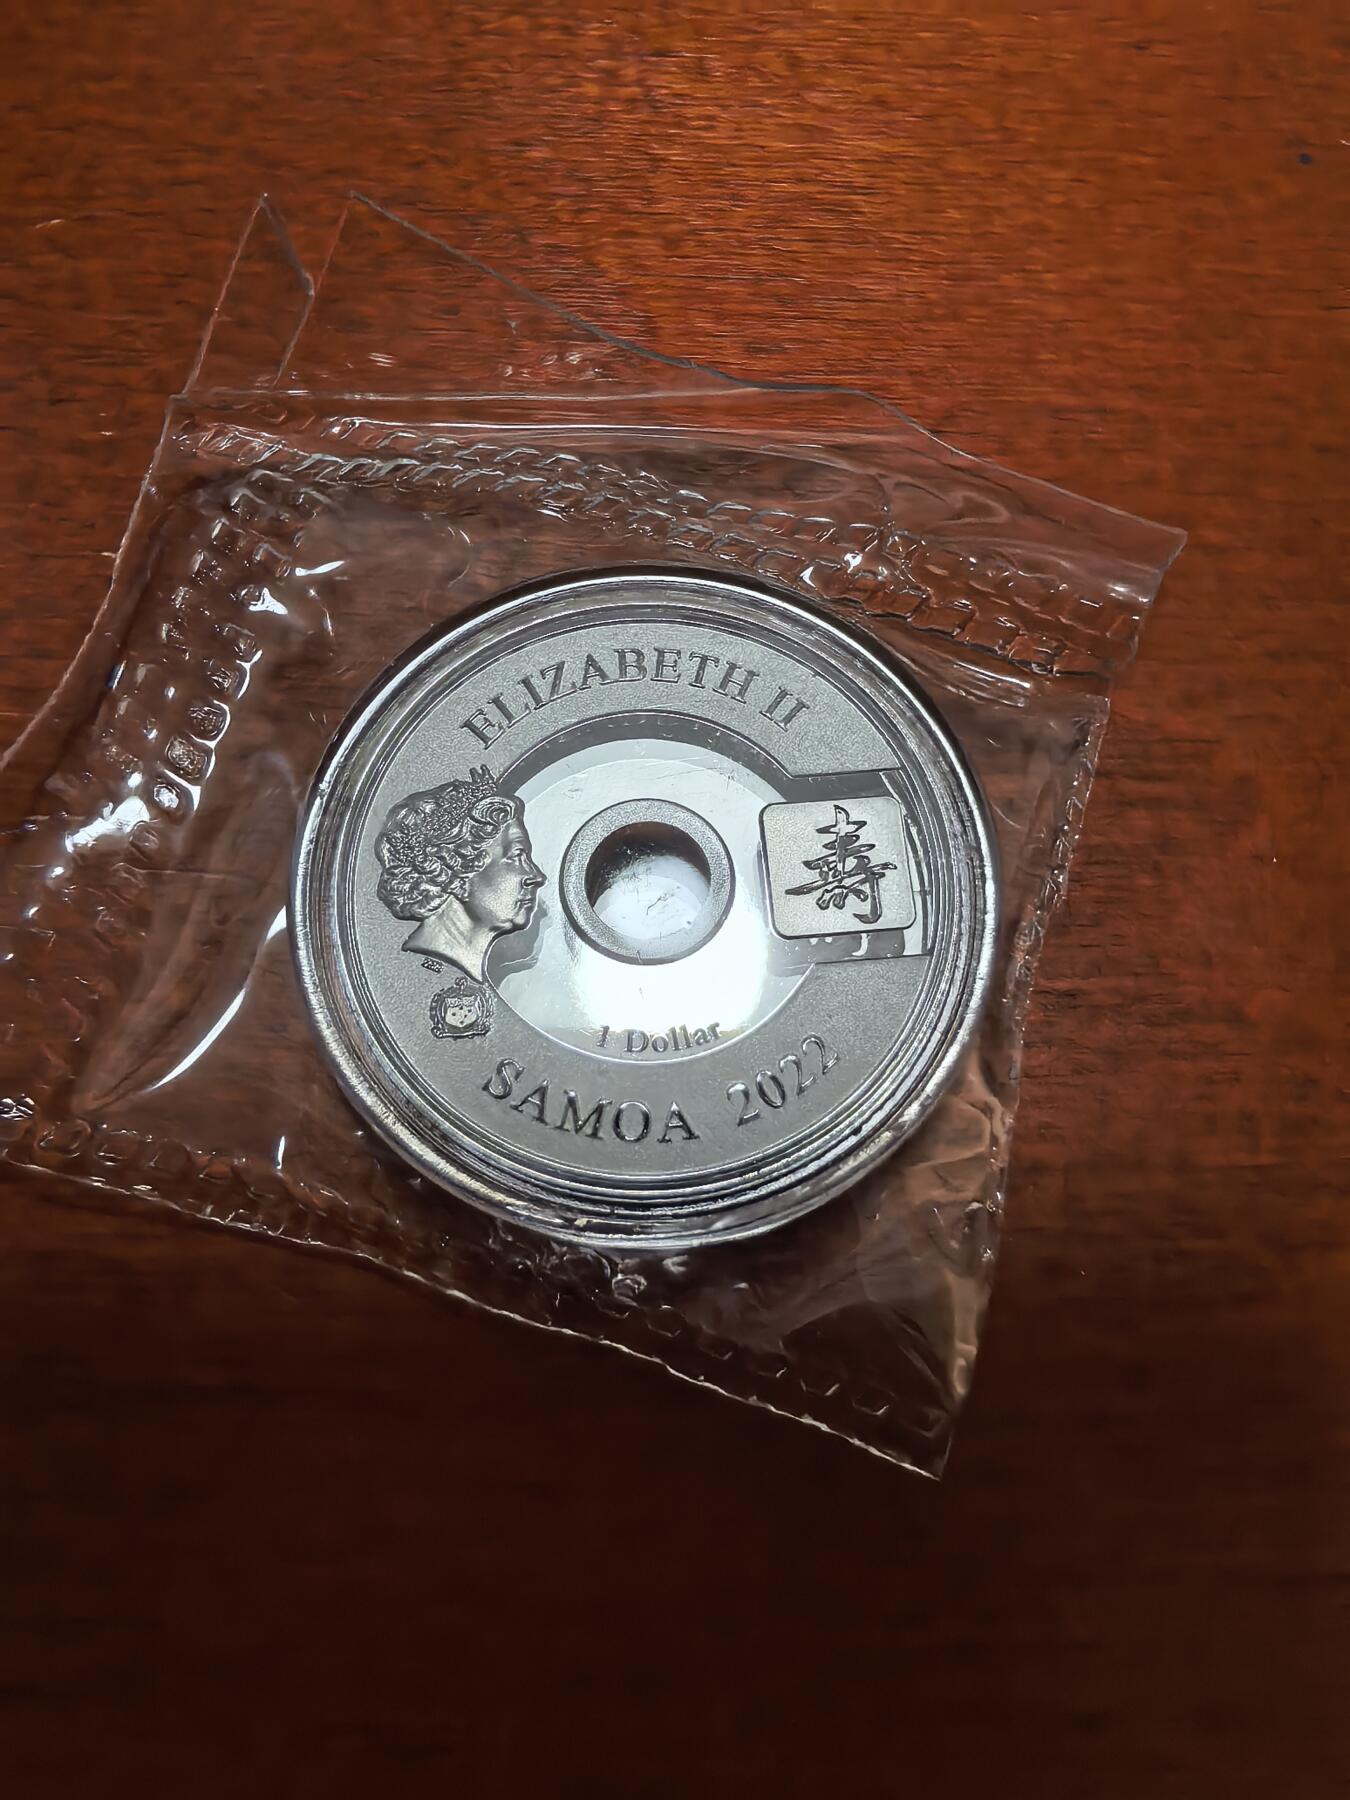 ELIZABETH II
壽
1 Dollar
SAMOA 2022